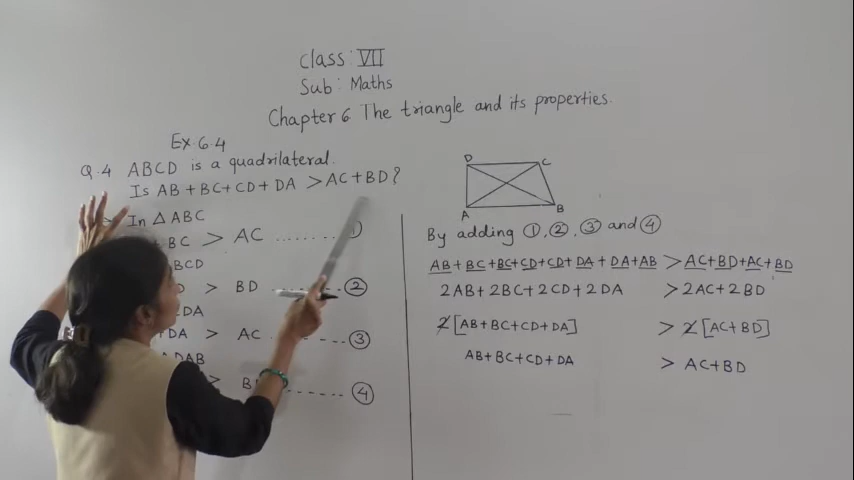 Class: VII
Sub: Maths
Chapter 6 The triangle and its properties.
Ex 6.4
Q.4 ABCD is a quadrilateral.
Is AB + BC + CD + DA > AC + BD ?
In △ ABC
+ BC > AC .........
BCD
D > BD ------- ②
DA
+ DA > AC ......... ③
DAB
> B ------ ④
D C
A B
By adding ①, ②, ③ and ④
AB + BC + BC + CD + CD + DA + DA + AB > AC + BD + AC + BD
2AB + 2BC + 2CD + 2DA > 2AC + 2BD
2 [AB + BC + CD + DA] > 2 [AC + BD]
AB + BC + CD + DA > AC + BD